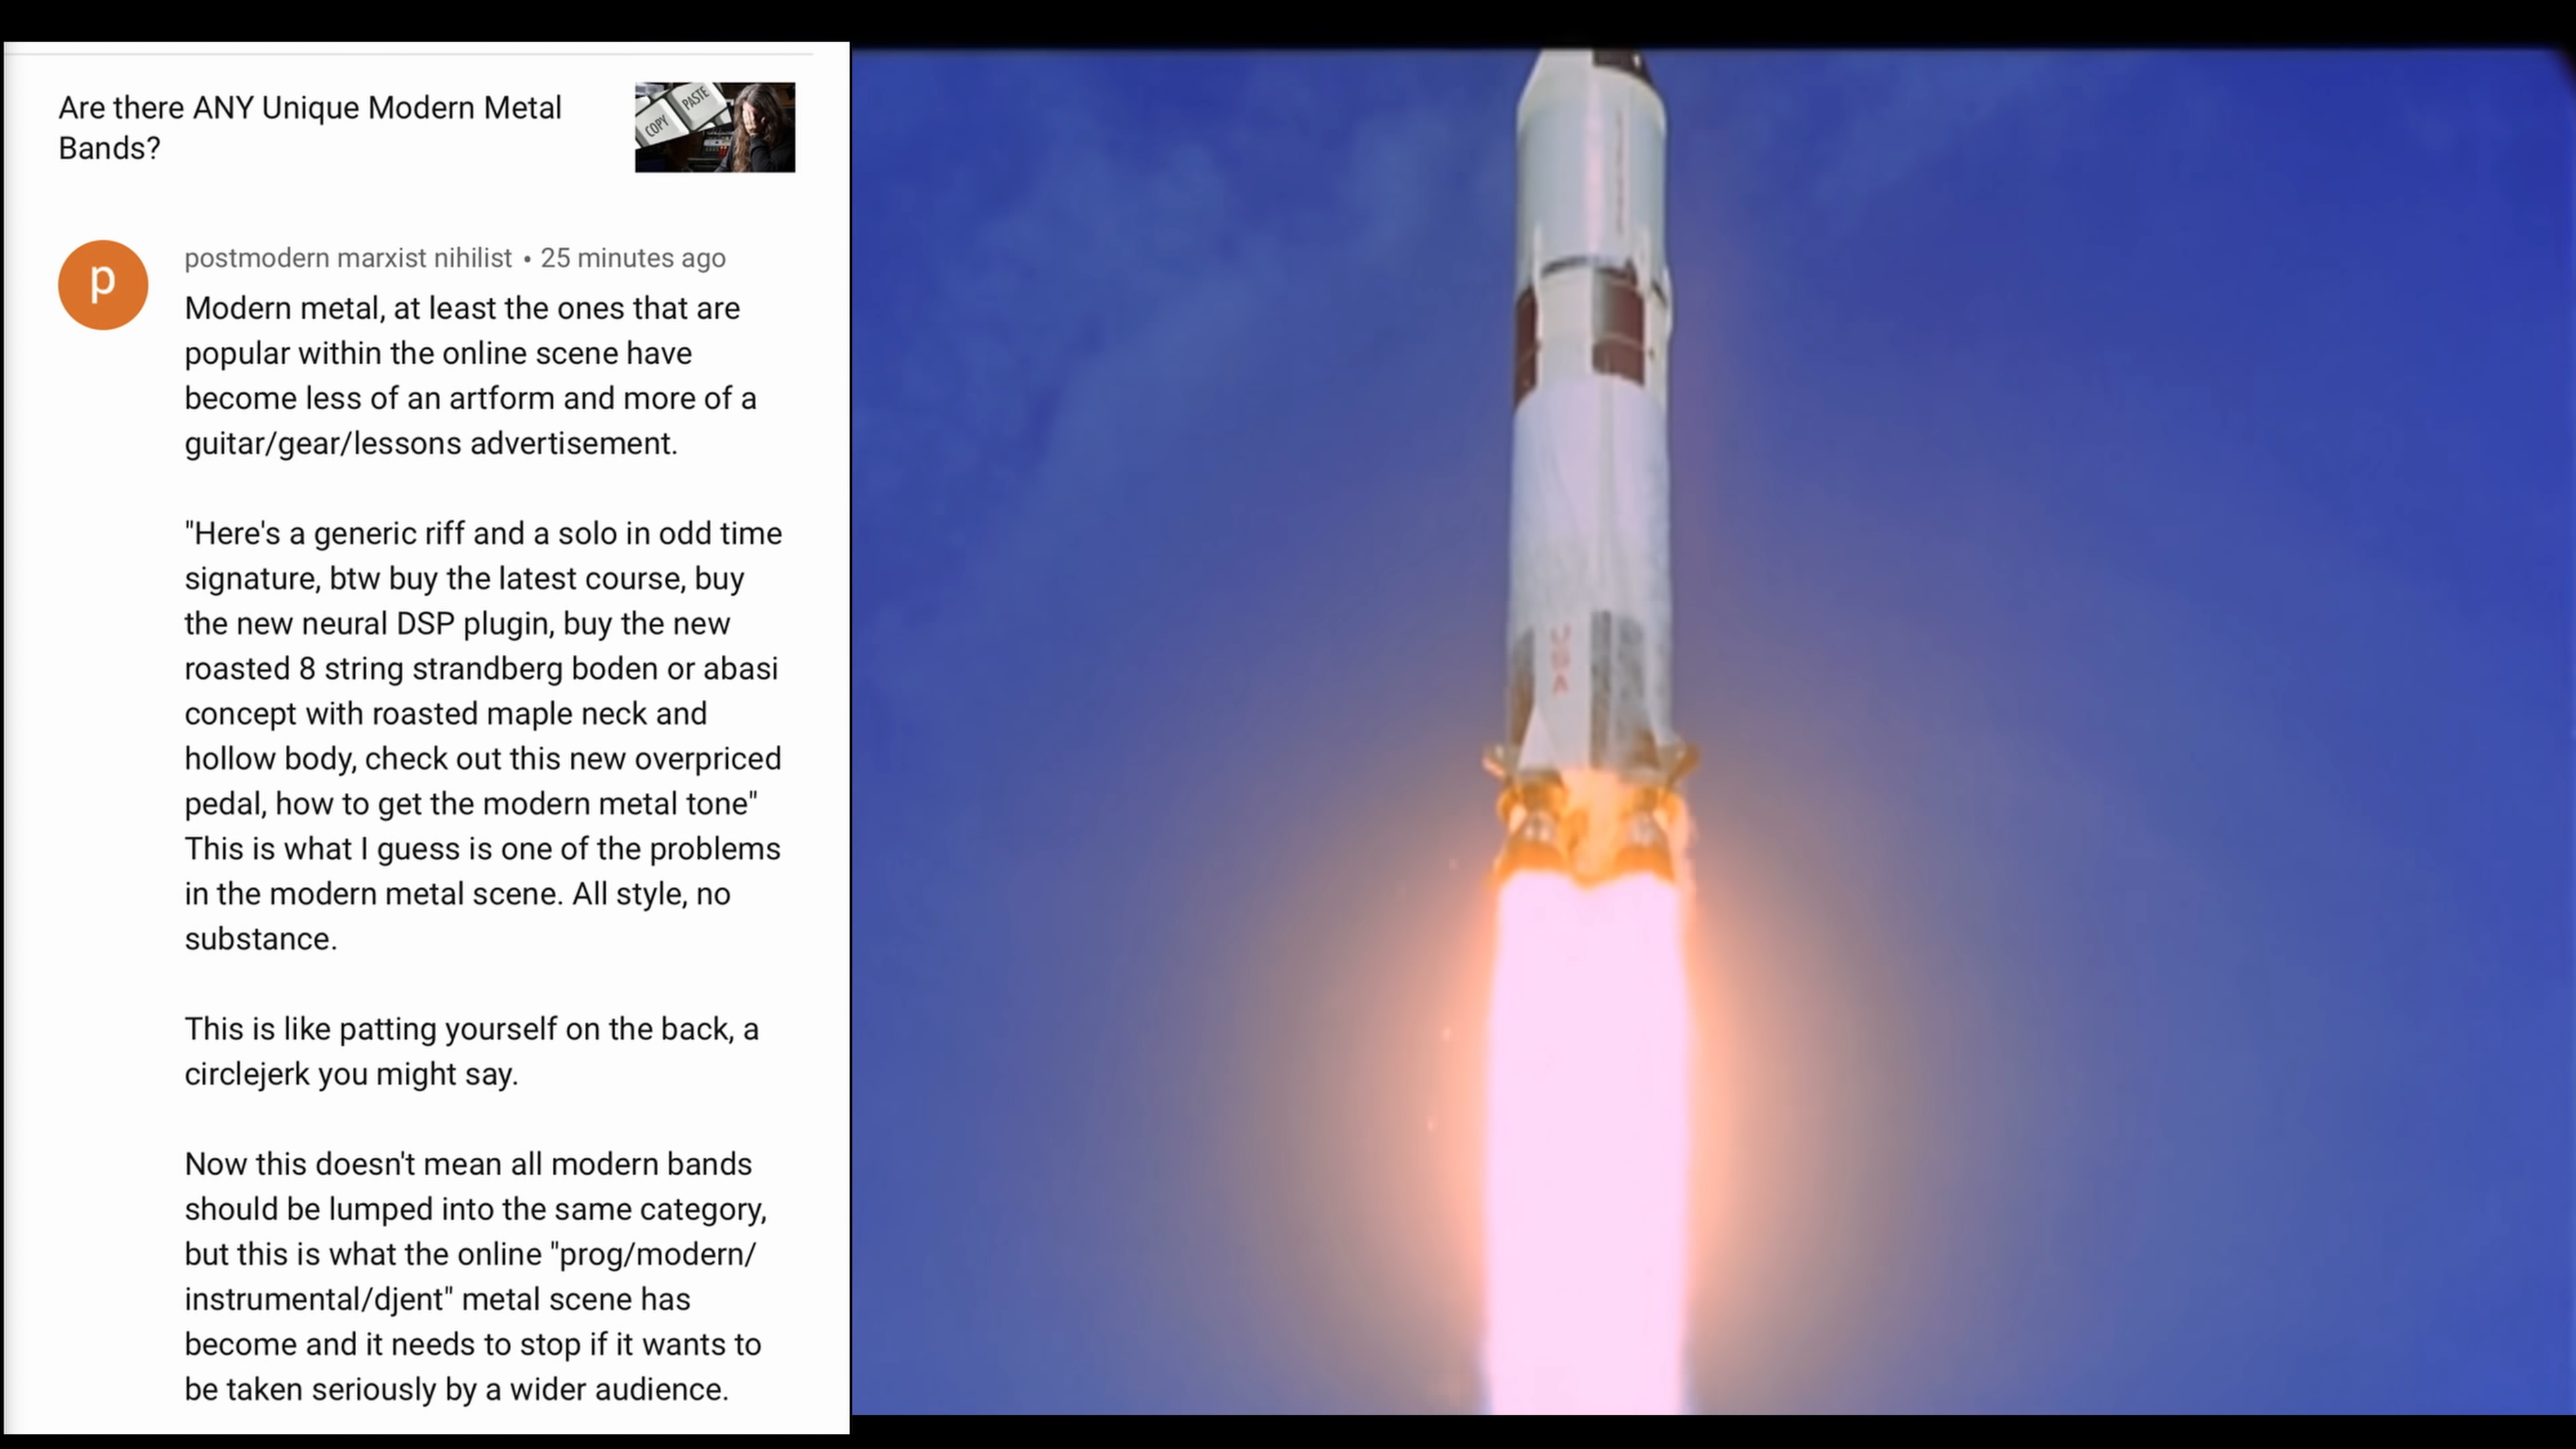 Are there ANY Unique Modern Metal
Bands?
COPY
PASTE
p
postmodern marxist nihilist • 25 minutes ago
Modern metal, at least the ones that are
popular within the online scene have
become less of an artform and more of a
guitar/gear/lessons advertisement.
"Here's a generic riff and a solo in odd time
signature, btw buy the latest course, buy
the new neural DSP plugin, buy the new
roasted 8 string strandberg boden or abasi
concept with roasted maple neck and
hollow body, check out this new overpriced
pedal, how to get the modern metal tone"
This is what I guess is one of the problems
in the modern metal scene. All style, no
substance.
This is like patting yourself on the back, a
circlejerk you might say.
Now this doesn't mean all modern bands
should be lumped into the same category,
but this is what the online "prog/modern/
instrumental/djent" metal scene has
become and it needs to stop if it wants to
be taken seriously by a wider audience.
USA